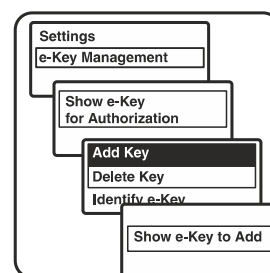 Settings
e-Key Management
Show e-Key
for Authorization
Add Key
Delete Key
Identify e-Key
Show e-Key to Add